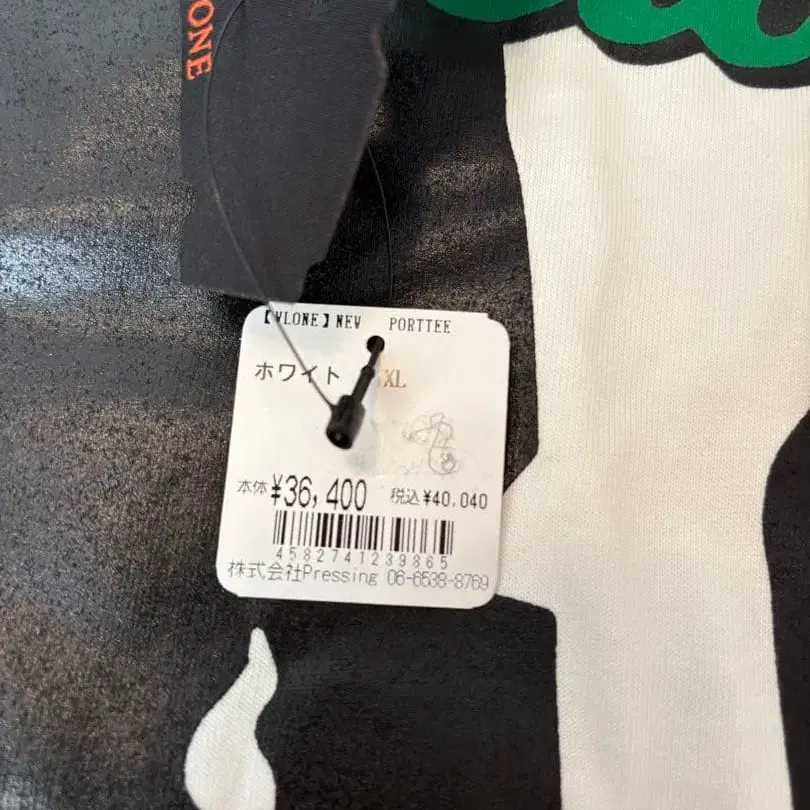 ONE
【VLONE】NEW PORTTEE
ホワイト XL
本体 ¥36,400 税込 ¥40,040
4582741239865
株式会社Pressing 06-6538-8769